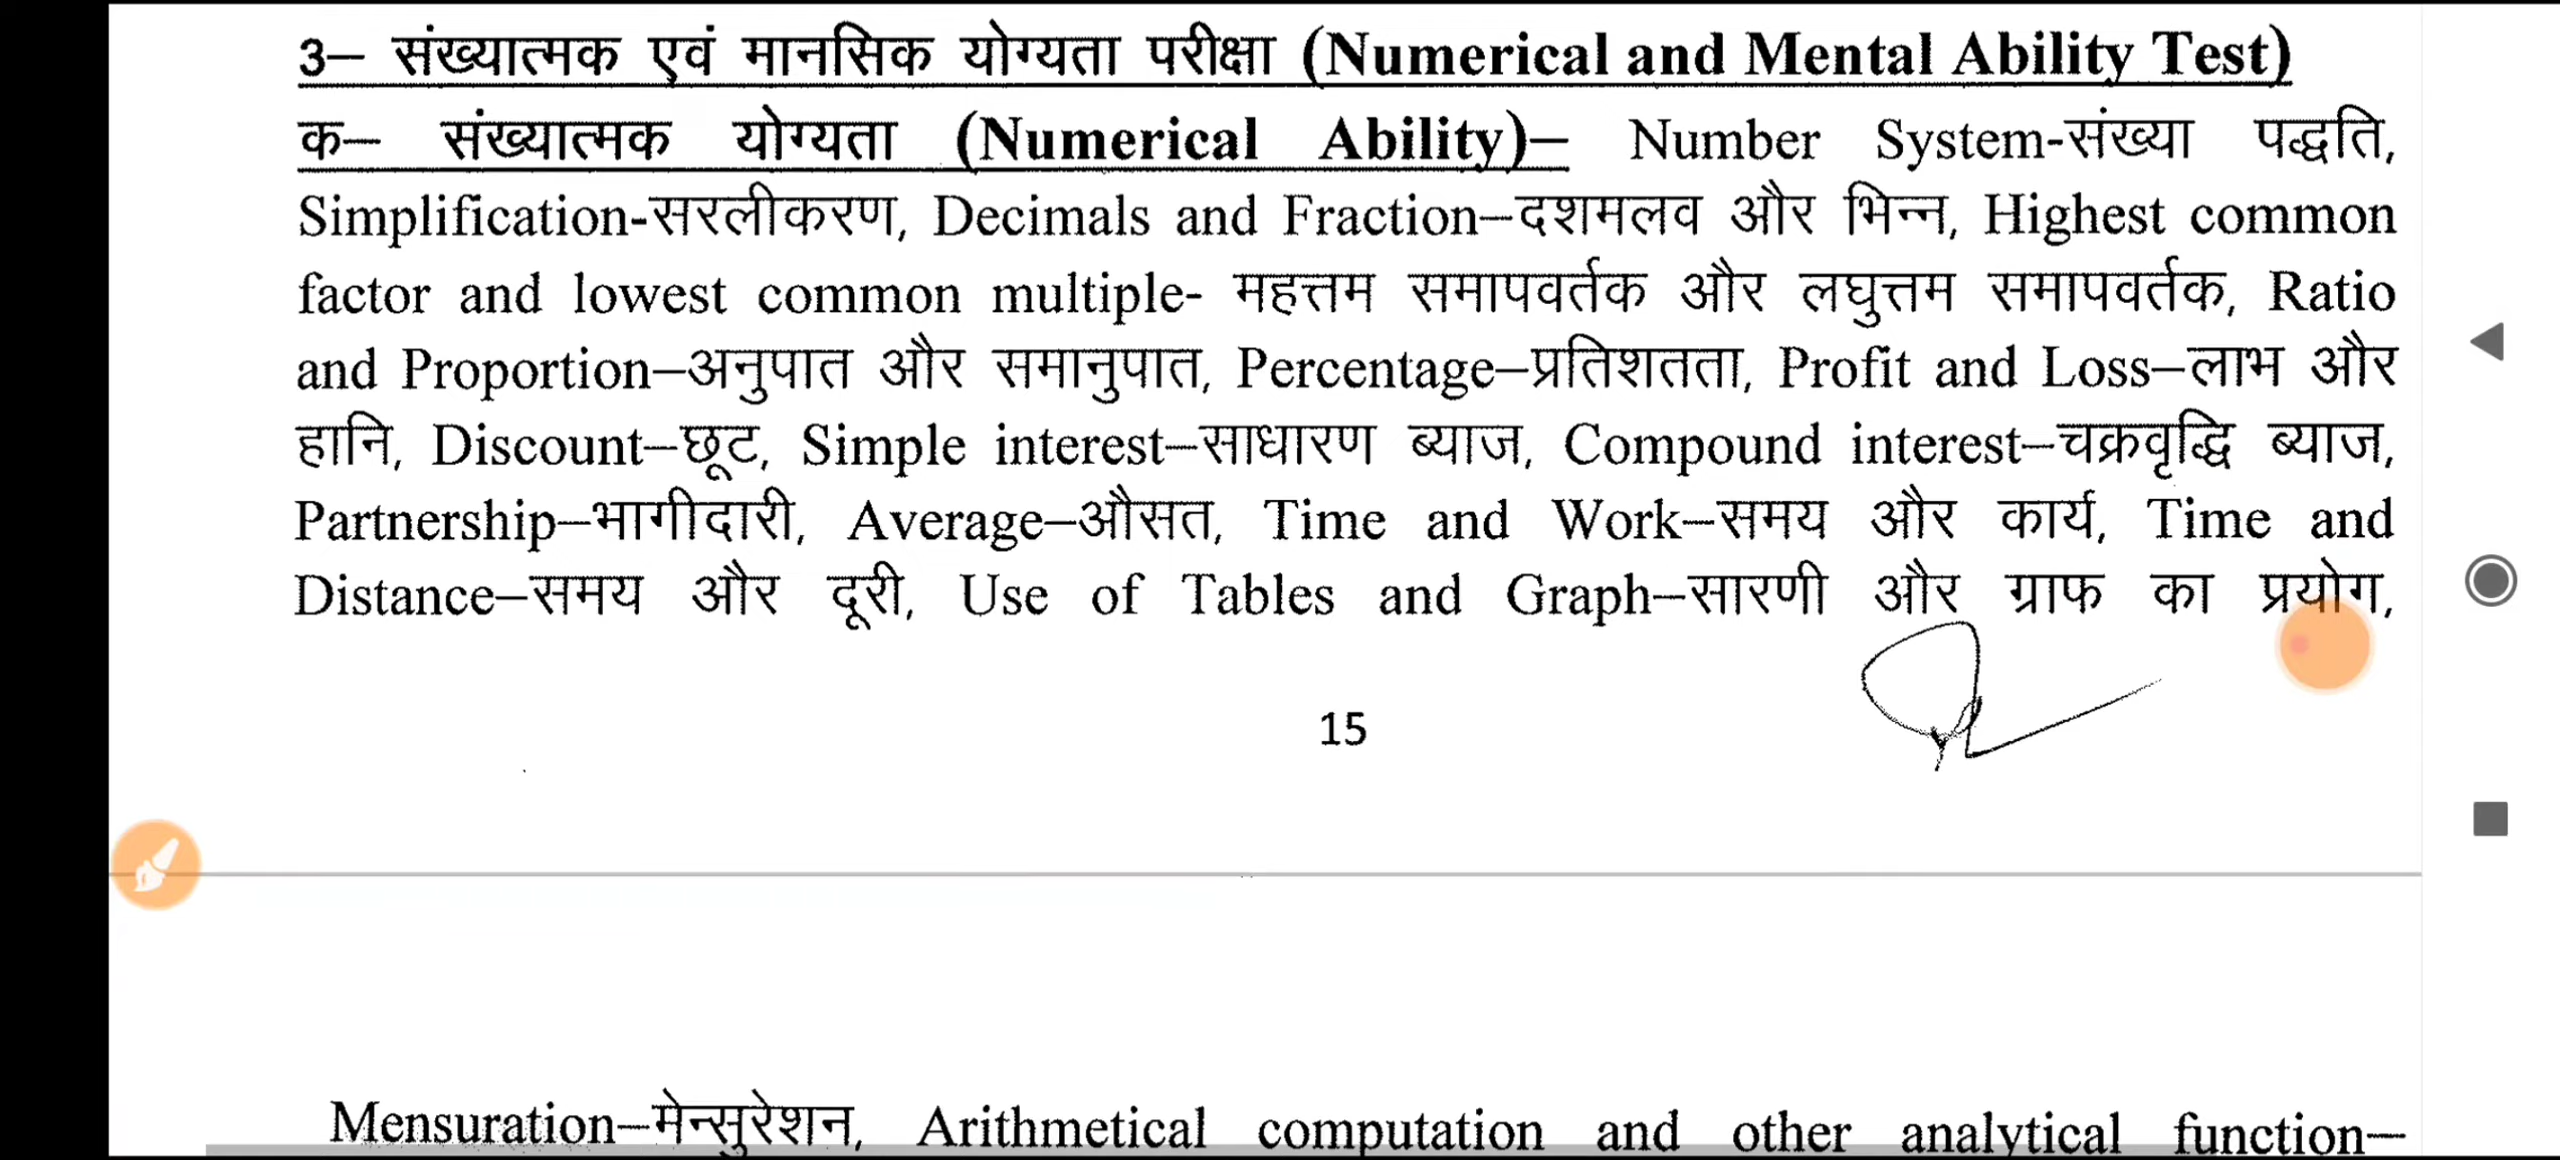 3– संख्यात्मक एवं मानसिक योग्यता परीक्षा (Numerical and Mental Ability Test)
क– संख्यात्मक योग्यता (Numerical Ability)– Number System-संख्या पद्धति,
Simplification-सरलीकरण, Decimals and Fraction–दशमलव और भिन्न, Highest common
factor and lowest common multiple- महत्तम समापवर्तक और लघुत्तम समापवर्तक, Ratio
and Proportion–अनुपात और समानुपात, Percentage–प्रतिशतता, Profit and Loss–लाभ और
हानि, Discount–छूट, Simple interest–साधारण ब्याज, Compound interest–चक्रवृद्धि ब्याज,
Partnership–भागीदारी, Average–औसत, Time and Work–समय और कार्य, Time and
Distance–समय और दूरी, Use of Tables and Graph–सारणी और ग्राफ का प्रयोग,
15
Mensuration–मेन्सुरेशन, Arithmetical computation and other analytical function–